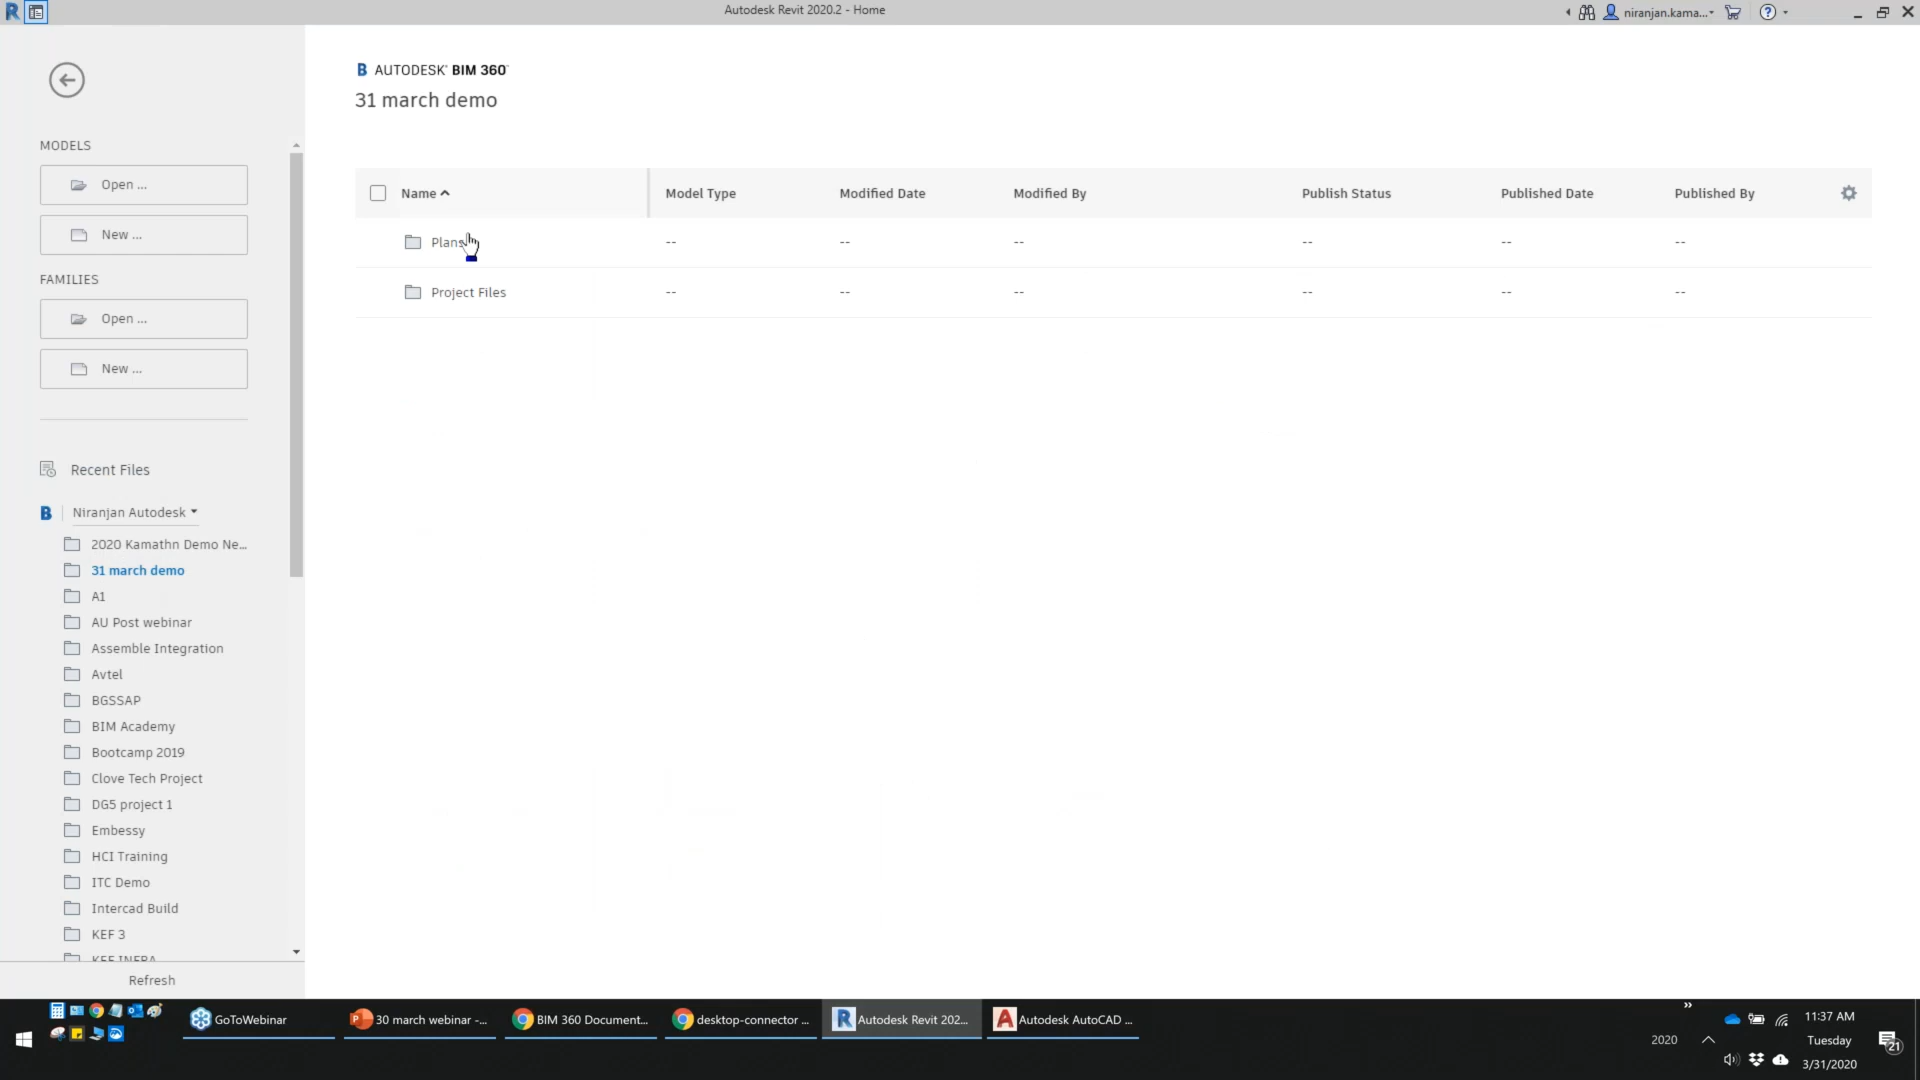 Autodesk Revit 2020.2 - Home
niranjan.kama...
B AUTODESK BIM 360
31 march demo
MODELS
Open ...
New ...
FAMILIES
Open ...
New ...
Name
Model Type
Modified Date
Modified By
Publish Status
Published Date
Published By
Plans -- -- -- -- -- --
Project Files -- -- -- -- -- --
Recent Files
B Niranjan Autodesk
2020 Kamathn Demo Ne...
31 march demo
A1
AU Post webinar
Assemble Integration
Avtel
BGSSAP
BIM Academy
Bootcamp 2019
Clove Tech Project
DG5 project 1
Embessy
HCI Training
ITC Demo
Intercad Build
KEF 3
KEF INFRA
Refresh
GoToWebinar
30 march webinar -...
BIM 360 Document...
desktop-connector ...
Autodesk Revit 202...
Autodesk AutoCAD ...
2020
11:37 AM
Tuesday
3/31/2020
21